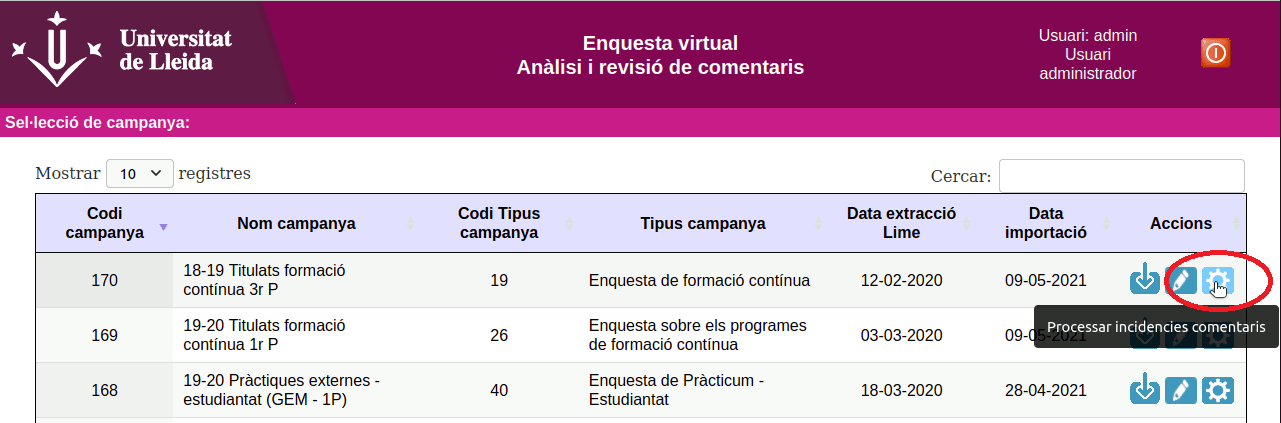 Universitat
de Lleida
Enquesta virtual
Anàlisi i revisió de comentaris
Usuari: admin
Usuari
administrador
Sel·lecció de campanya:
Mostrar 10 registres
Cercar:
Codi
campanya
Nom campanya
Codi Tipus
campanya
Tipus campanya
Data extracció
Lime
Data
importació
Accions
170
18-19 Titulats formació
contínua 3r P
19
Enquesta de formació contínua
12-02-2020
09-05-2021
Processar incidencies comentaris
169
19-20 Titulats formació
contínua 1r P
26
Enquesta sobre els programes
de formació contínua
03-03-2020
168
19-20 Pràctiques externes -
estudiantat (GEM - 1P)
40
Enquesta de Pràcticum -
Estudiantat
18-03-2020
28-04-2021